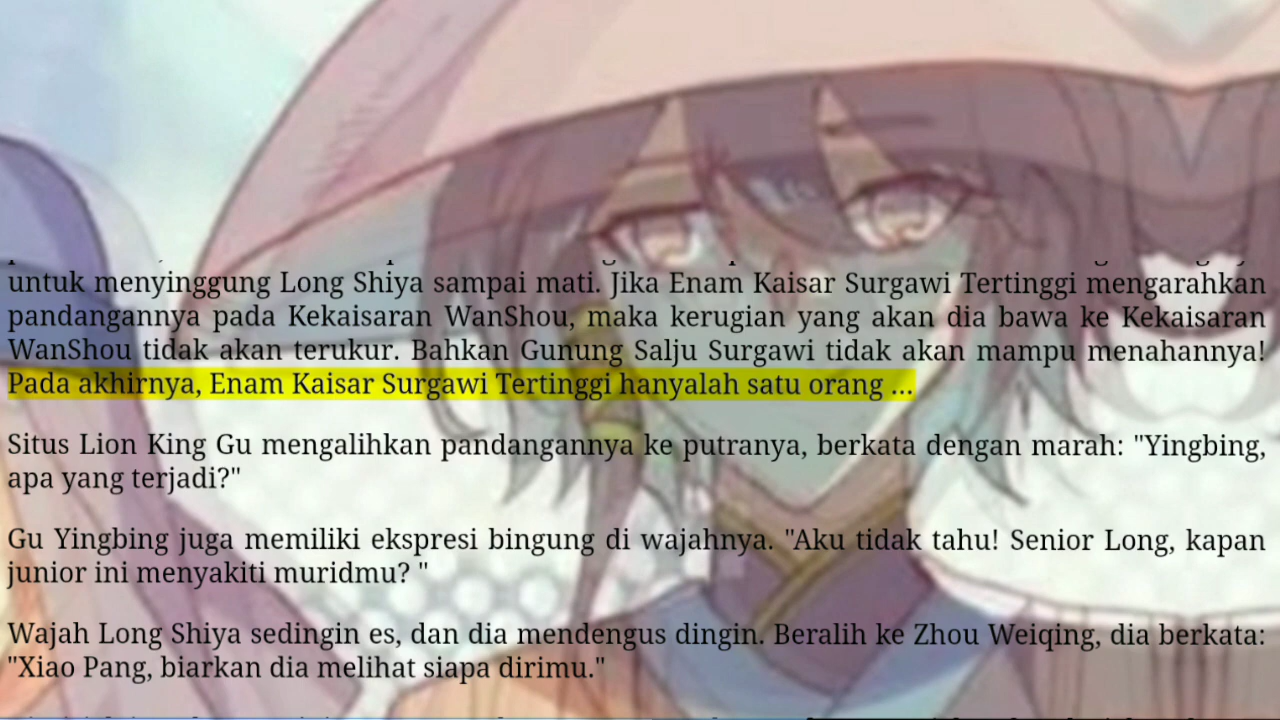 untuk menyinggung Long Shiya sampai mati. Jika Enam Kaisar Surgawi Tertinggi mengarahkan
pandangannya pada Kekaisaran WanShou, maka kerugian yang akan dia bawa ke Kekaisaran
WanShou tidak akan terukur. Bahkan Gunung Salju Surgawi tidak akan mampu menahannya!
Pada akhirnya, Enam Kaisar Surgawi Tertinggi hanyalah satu orang ...
Situs Lion King Gu mengalihkan pandangannya ke putranya, berkata dengan marah: "Yingbing,
apa yang terjadi?"
Gu Yingbing juga memiliki ekspresi bingung di wajahnya. "Aku tidak tahu! Senior Long, kapan
junior ini menyakiti muridmu? "
Wajah Long Shiya sedingin es, dan dia mendengus dingin. Beralih ke Zhou Weiqing, dia berkata:
"Xiao Pang, biarkan dia melihat siapa dirimu."